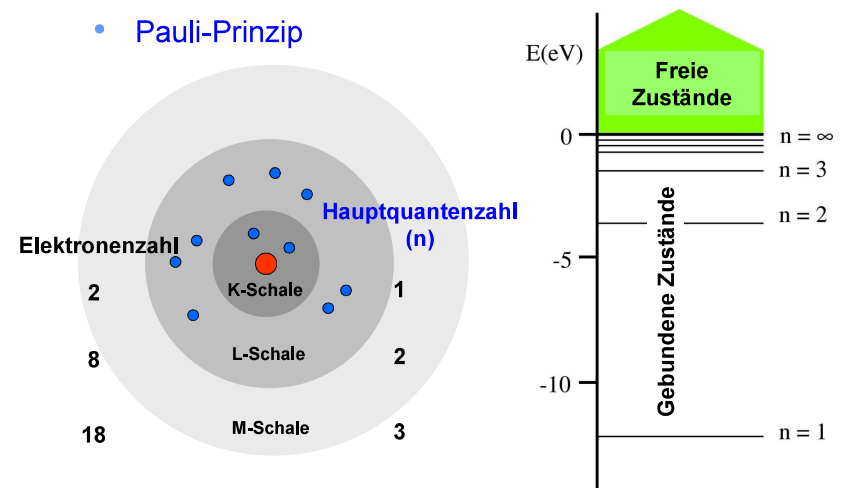 • Pauli-Prinzip
Elektronenzahl
Hauptquantenzahl
(n)
K-Schale
2
1
L-Schale
8
2
M-Schale
18
3
E(eV)
Freie
Zustände
0
-5
-10
Gebundene Zustände
n = ∞
n = 3
n = 2
n = 1